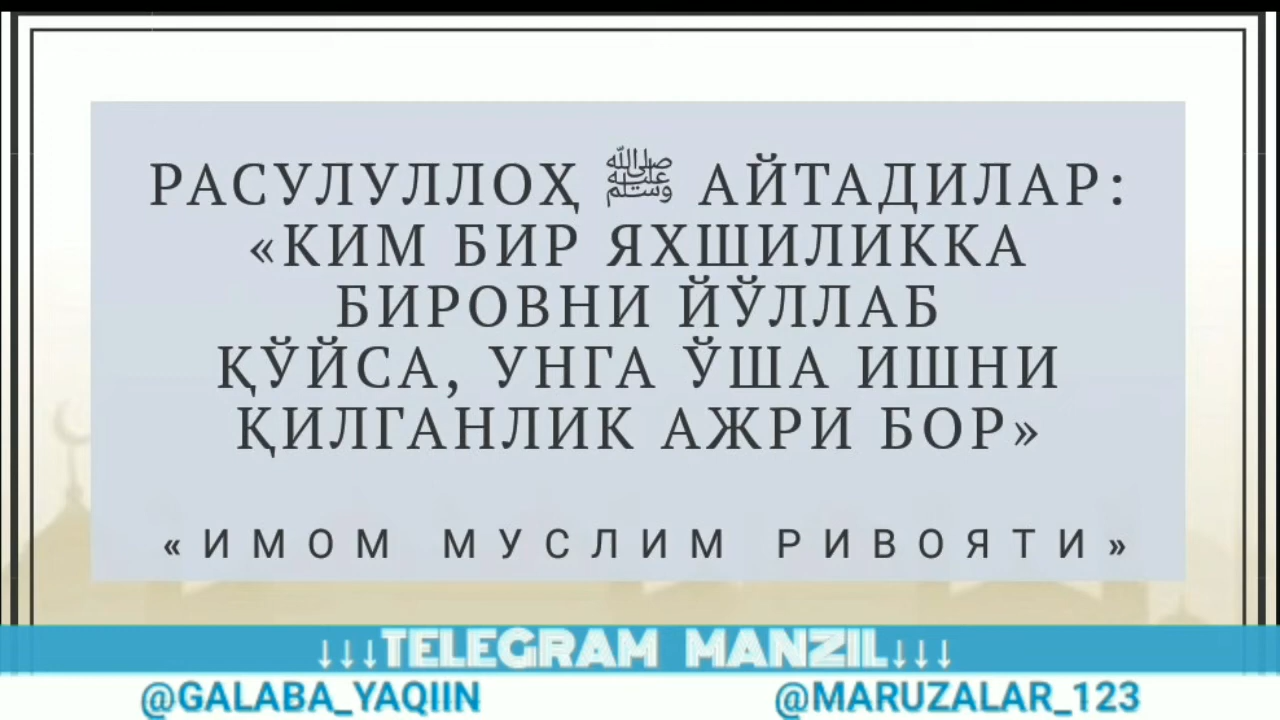 РАСУЛУЛЛОҲ ﷺ АЙТАДИЛАР:
«КИМ БИР ЯХШИЛИККА
БИРОВНИ ЙЎЛЛАБ
ҚЎЙСА, УНГА ЎША ИШНИ
ҚИЛГАНЛИК АЖРИ БОР»
«ИМОМ МУСЛИМ РИВОЯТИ»
↓↓↓TELEGRAM MANZIL↓↓↓
@GALABA_YAQIIN @MARUZALAR_123